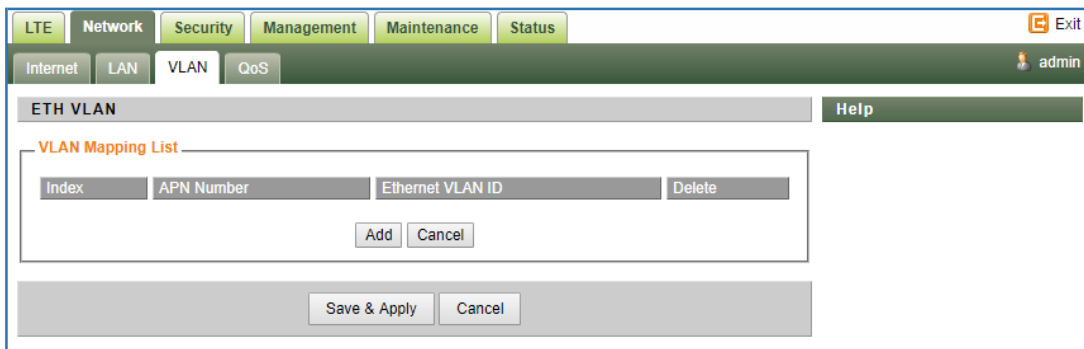 LTE Network Security Management Maintenance Status Exit
Internet LAN VLAN QoS admin
ETH VLAN Help
VLAN Mapping List
Index APN Number Ethernet VLAN ID Delete
Add Cancel
Save & Apply Cancel